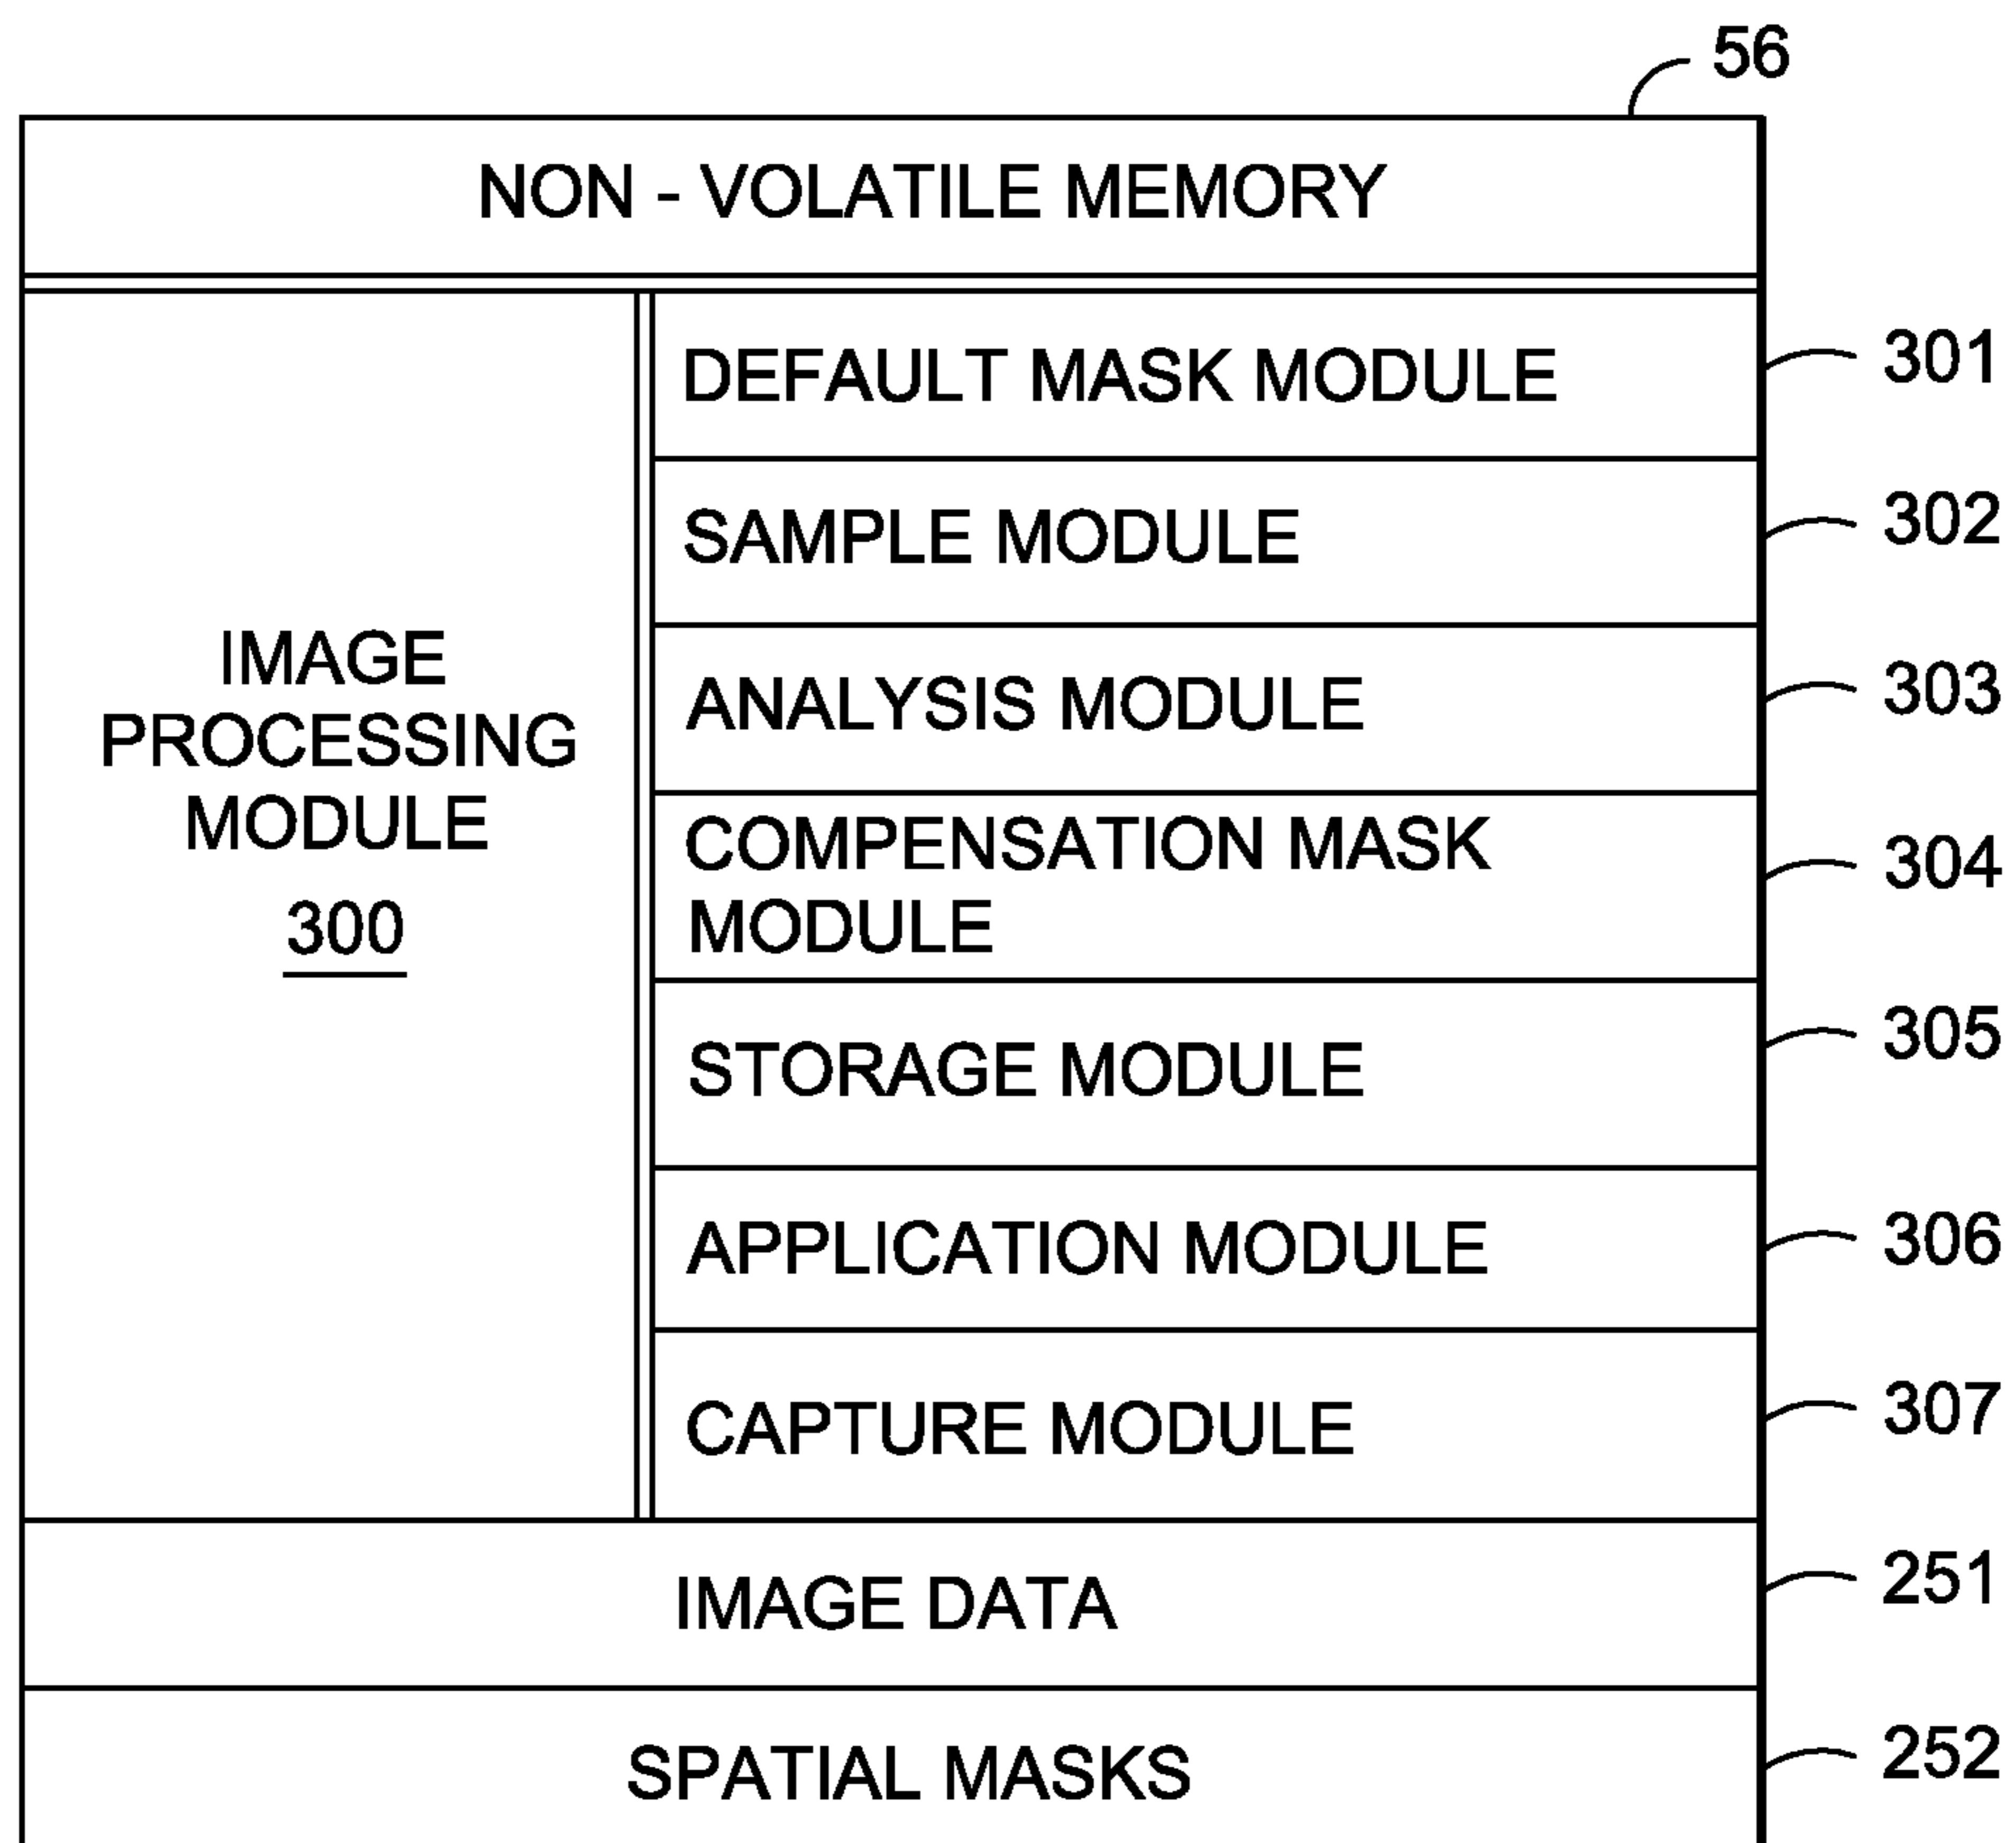 56
NON - VOLATILE MEMORY
IMAGE
PROCESSING
MODULE
300
DEFAULT MASK MODULE
301
SAMPLE MODULE
302
ANALYSIS MODULE
303
COMPENSATION MASK
MODULE
304
STORAGE MODULE
305
APPLICATION MODULE
306
CAPTURE MODULE
307
IMAGE DATA
251
SPATIAL MASKS
252